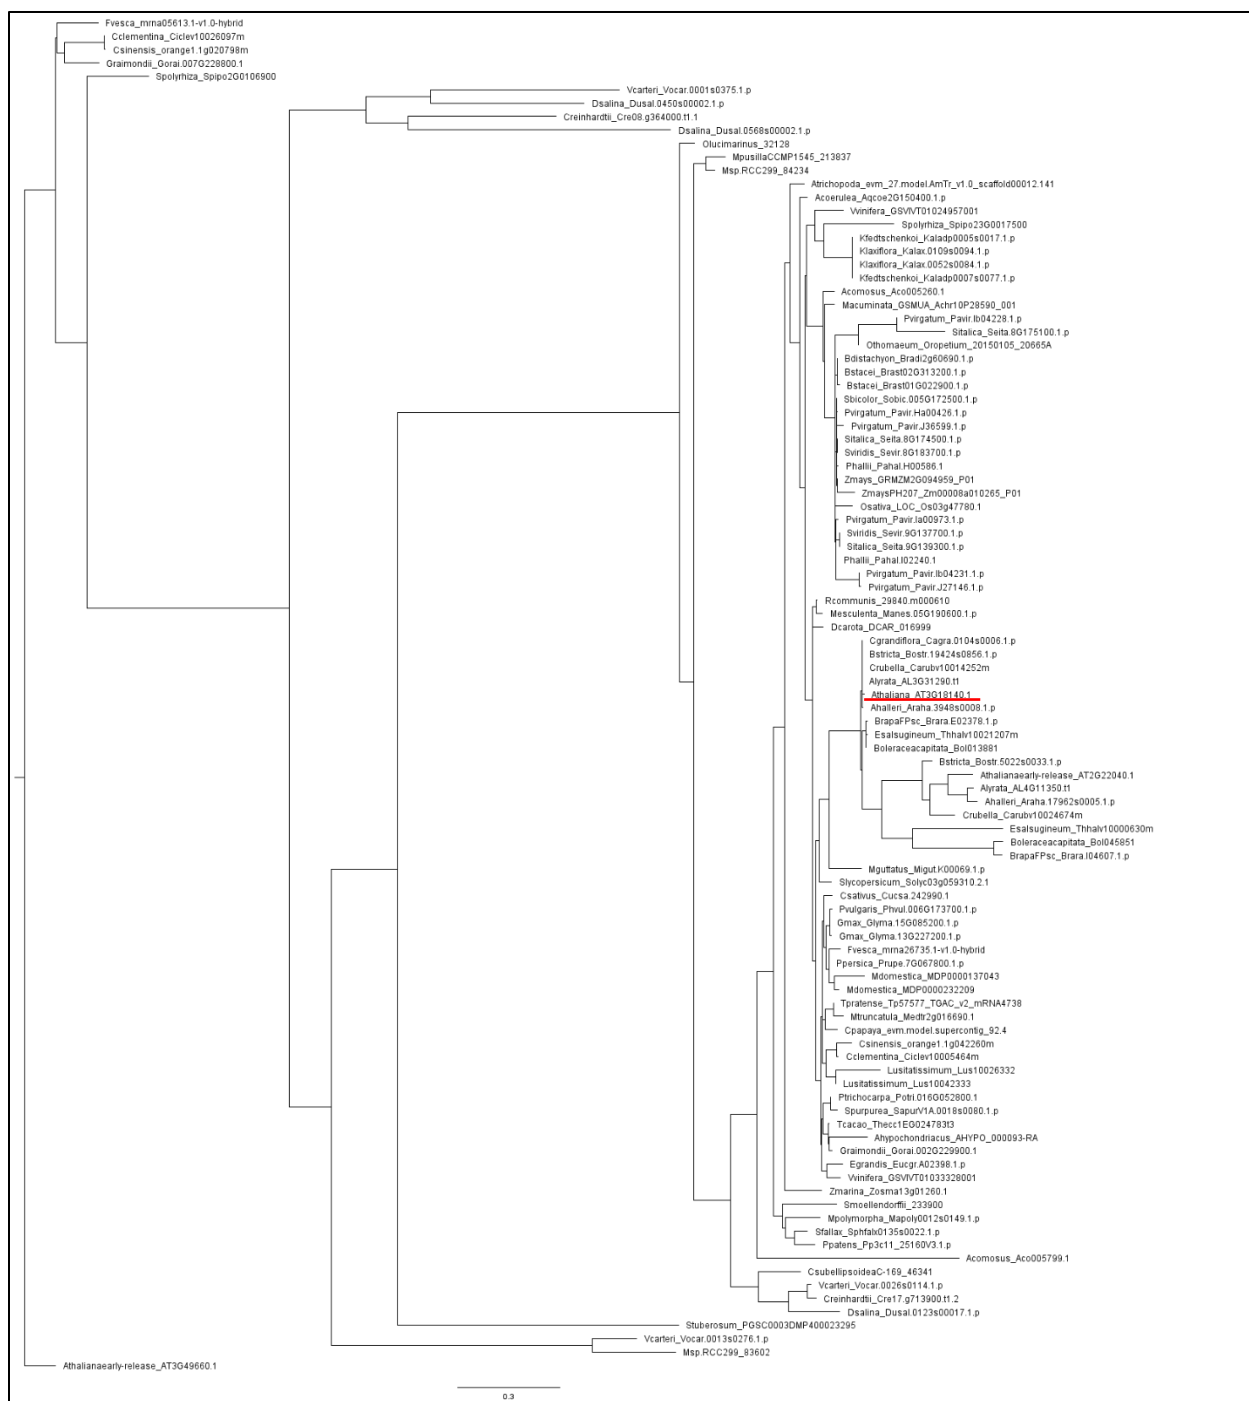 Fvesca_mrna05613.1-v1.0-hybrid
Cclementina_Ciclev10026097m
Csinensis_orange1.1g020798m
Graimondii_Gorai.007G228800.1
Spolyrhiza_Spipo2G0106900
Vcarteri_Vocar.0001s0375.1.p
Dsalina_Dusal.0450s00002.1.p
Creinhardtii_Cre08.g364000.t1.1
Dsalina_Dusal.0568s00002.1.p
Olucimarinus_32128
MpusillaCCMP1545_213837
Msp.RCC299_84234
Atrichopoda_evm_27.model.AmTr_v1.0_scaffold00012.141
Acoerulea_Aqcoe2G150400.1.p
Vvinifera_GSVIVT01024957001
Spolyrhiza_Spipo23G0017500
Kfedtschenkoi_Kaladp0005s0017.1.p
Klaxiflora_Kalax.0109s0094.1.p
Klaxiflora_Kalax.0052s0084.1.p
Kfedtschenkoi_Kaladp0007s0077.1.p
Acomosus_Aco005260.1
Macuminata_GSMUA_Achr10P28590_001
Pvirgatum_Pavir.Ib04228.1.p
Sitalica_Seita.8G175100.1.p
Othomaeum_Oropetium_20150105_20665A
Bdistachyon_Bradi2g60690.1.p
Bstacei_Brast02G313200.1.p
Bstacei_Brast01G022900.1.p
Sbicolor_Sobic.005G172500.1.p
Pvirgatum_Pavir.Ha00426.1.p
Pvirgatum_Pavir.J36599.1.p
Sitalica_Seita.8G174500.1.p
Sviridis_Sevir.8G183700.1.p
Phallii_Pahal.H00586.1
Zmays_GRMZM2G094959_P01
ZmaysPH207_Zm00008a010265_P01
Osativa_LOC_Os03g47780.1
Pvirgatum_Pavir.Ia00973.1.p
Sviridis_Sevir.9G137700.1.p
Sitalica_Seita.9G139300.1.p
Phallii_Pahal.I02240.1
Pvirgatum_Pavir.Ib04231.1.p
Pvirgatum_Pavir.J27146.1.p
Rcommunis_29840.m000610
Mesculenta_Manes.05G190600.1.p
Dcarota_DCAR_016999
Cgrandiflora_Cagra.0104s0006.1.p
Bstricta_Bostr.19424s0856.1.p
Crubella_Carubv10014252m
Alyrata_AL3G31290.t1
Athaliana_AT3G18140.1
Ahalleri_Araha.3948s0008.1.p
BrapaFPsc_Brara.E02378.1.p
Esalsugineum_Thhalv10021207m
Boleraceacapitata_Bol013881
Bstricta_Bostr.5022s0033.1.p
Athalianaearly-release_AT2G22040.1
Alyrata_AL4G11350.t1
Ahalleri_Araha.17962s0005.1.p
Crubella_Carubv10024674m
Esalsugineum_Thhalv10000630m
Boleraceacapitata_Bol045851
BrapaFPsc_Brara.I04607.1.p
Mguttatus_Migut.K00069.1.p
Slycopersicum_Solyc03g059310.2.1
Csativus_Cucsa.242990.1
Pvulgaris_Phvul.006G173700.1.p
Gmax_Glyma.15G085200.1.p
Gmax_Glyma.13G227200.1.p
Fvesca_mrna26735.1-v1.0-hybrid
Ppersica_Prupe.7G067800.1.p
Mdomestica_MDP0000137043
Mdomestica_MDP0000232209
Tpratense_Tp57577_TGAC_v2_mRNA4738
Mtruncatula_Medtr2g016690.1
Cpapaya_evm.model.supercontig_92.4
Csinensis_orange1.1g042260m
Cclementina_Ciclev10005464m
Lusitatissimum_Lus10026332
Lusitatissimum_Lus10042333
Ptrichocarpa_Potri.016G052800.1
Spurpurea_SapurV1A.0018s0080.1.p
Tcacao_Thecc1EG024783t3
Ahypochondriacus_AHYPO_000093-RA
Graimondii_Gorai.002G229900.1
Egrandis_Eucgr.A02398.1.p
Vvinifera_GSVIVT01033328001
Zmarina_Zosma13g01260.1
Smoellendorffii_233900
Mpolymorpha_Mapoly0012s0149.1.p
Sfallax_Sphfalx0135s0022.1.p
Ppatens_Pp3c11_25160V3.1.p
Acomosus_Aco005799.1
CsubellipsoideaC-169_46341
Vcarteri_Vocar.0026s0114.1.p
Creinhardtii_Cre17.g713900.t1.2
Dsalina_Dusal.0123s00017.1.p
Stuberosum_PGSC0003DMP400023295
Vcarteri_Vocar.0013s0276.1.p
Msp.RCC299_83602
Athalianaearly-release_AT3G49660.1
0.3